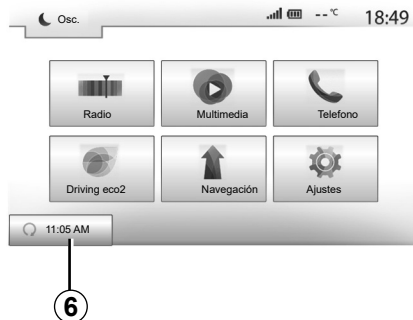 Osc.
--°C
18:49
Radio
Multimedia
Telefono
Driving eco2
Navegación
Ajustes
11:05 AM
6